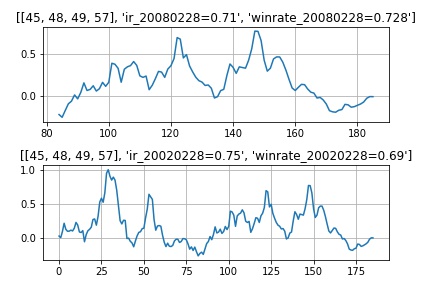 [[45, 48, 49, 57], 'ir_20080228=0.71', 'winrate_20080228=0.728']
0.5
0.0
80 100 120 140 160 180
[[45, 48, 49, 57], 'ir_20020228=0.75', 'winrate_20020228=0.69']
1.0
0.5
0.0
0 25 50 75 100 125 150 175